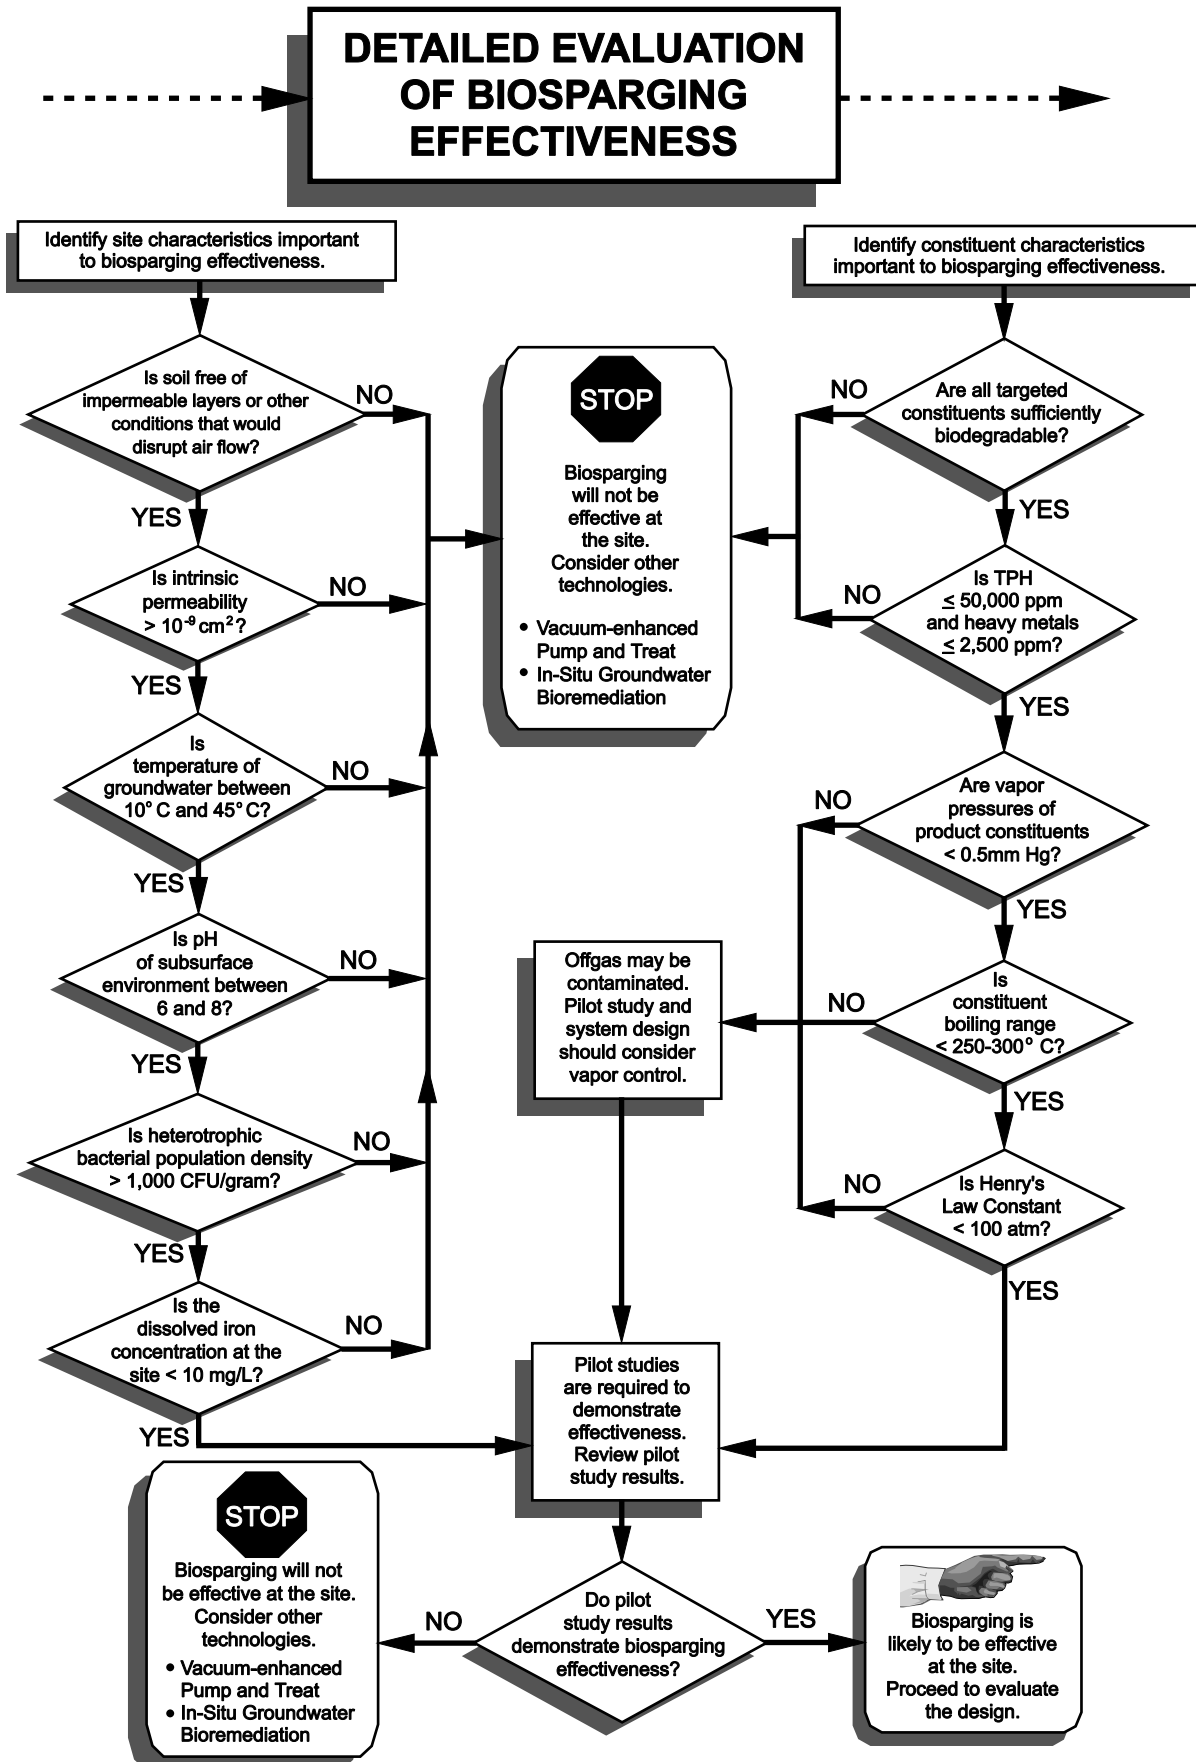 DETAILED EVALUATION
OF BIOSPARGING
EFFECTIVENESS
Identify site characteristics important
to biosparging effectiveness.
Is soil free of
impermeable layers or other
conditions that would
disrupt air flow?
NO
YES
Is intrinsic
permeability
> 10⁻⁹ cm²?
NO
YES
Is
temperature of
groundwater between
10° C and 45° C?
NO
YES
Is pH
of subsurface
environment between
6 and 8?
NO
YES
Is heterotrophic
bacterial population density
> 1,000 CFU/gram?
NO
YES
Is the
dissolved iron
concentration at the
site < 10 mg/L?
NO
YES
STOP
Biosparging
will not be
effective at
the site.
Consider other
technologies.
• Vacuum-enhanced
Pump and Treat
• In-Situ Groundwater
Bioremediation
Identify constituent characteristics
important to biosparging effectiveness.
Are all targeted
constituents sufficiently
biodegradable?
NO
YES
Is TPH
≤ 50,000 ppm
and heavy metals
≤ 2,500 ppm?
NO
YES
Are vapor
pressures of
product constituents
< 0.5mm Hg?
NO
YES
Is
constituent
boiling range
< 250-300° C?
NO
YES
Is Henry's
Law Constant
< 100 atm?
NO
YES
Offgas may be
contaminated.
Pilot study and
system design
should consider
vapor control.
Pilot studies
are required to
demonstrate
effectiveness.
Review pilot
study results.
Do pilot
study results
demonstrate biosparging
effectiveness?
NO
YES
STOP
Biosparging will not
be effective at the site.
Consider other
technologies.
• Vacuum-enhanced
Pump and Treat
• In-Situ Groundwater
Bioremediation
Biosparging is
likely to be effective
at the site.
Proceed to evaluate
the design.